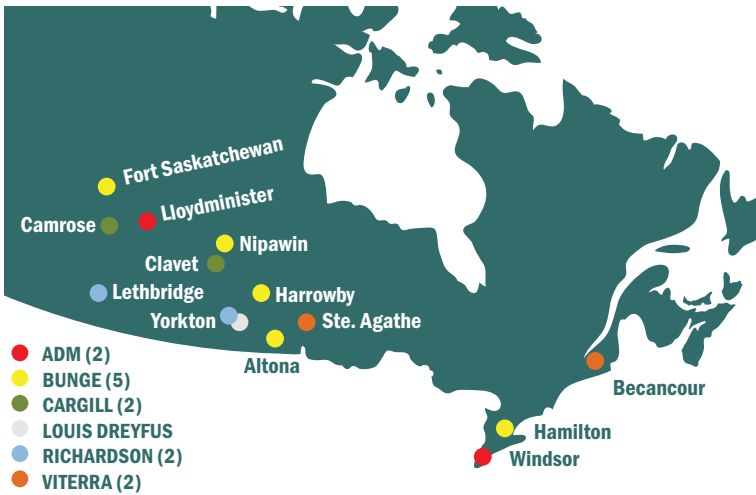 Fort Saskatchewan
Lloydminister
Camrose
Nipawin
Clavet
Lethbridge
Harrowby
Yorkton
Ste. Agathe
Altona
Becancour
Hamilton
Windsor
ADM (2)
BUNGE (5)
CARGILL (2)
LOUIS DREYFUS
RICHARDSON (2)
VITERRA (2)